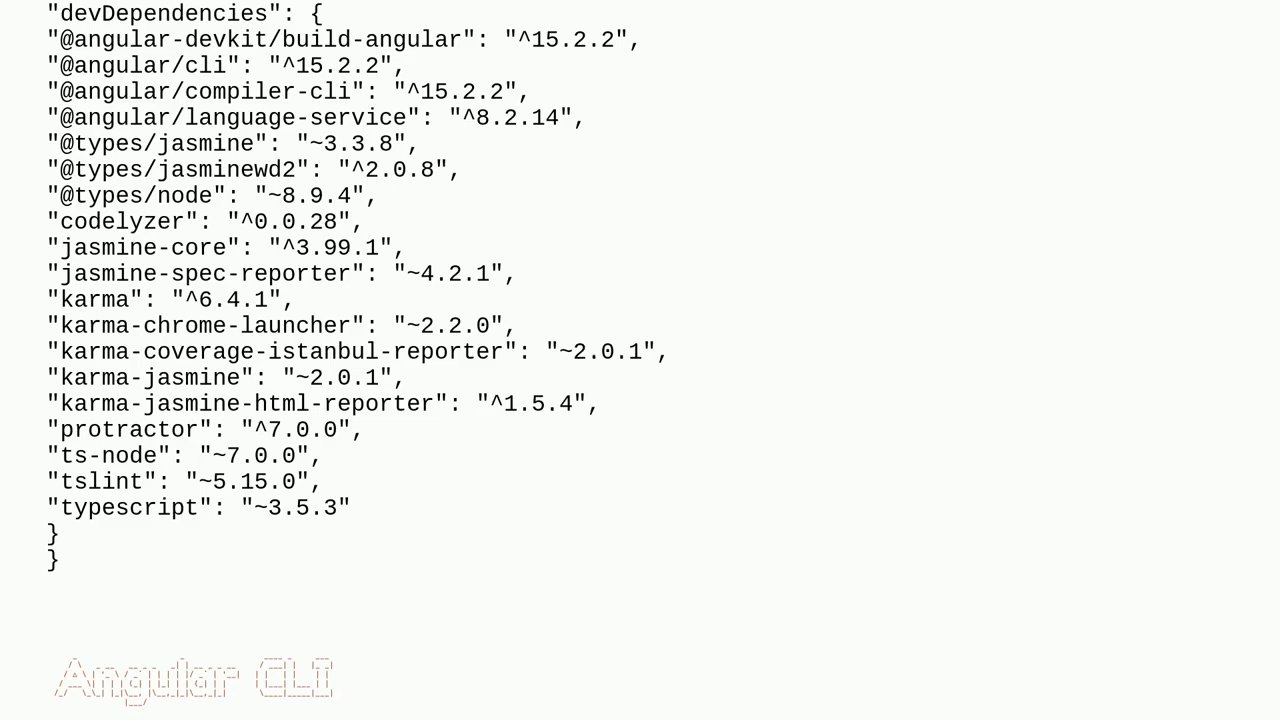 "devDependencies": {
"@angular-devkit/build-angular": "^15.2.2",
"@angular/cli": "^15.2.2",
"@angular/compiler-cli": "^15.2.2",
"@angular/language-service": "^8.2.14",
"@types/jasmine": "~3.3.8",
"@types/jasminewd2": "^2.0.8",
"@types/node": "~8.9.4",
"codelyzer": "^0.0.28",
"jasmine-core": "^3.99.1",
"jasmine-spec-reporter": "~4.2.1",
"karma": "^6.4.1",
"karma-chrome-launcher": "~2.2.0",
"karma-coverage-istanbul-reporter": "~2.0.1",
"karma-jasmine": "~2.0.1",
"karma-jasmine-html-reporter": "^1.5.4",
"protractor": "^7.0.0",
"ts-node": "~7.0.0",
"tslint": "~5.15.0",
"typescript": "~3.5.3"
}
}
Angular CLI